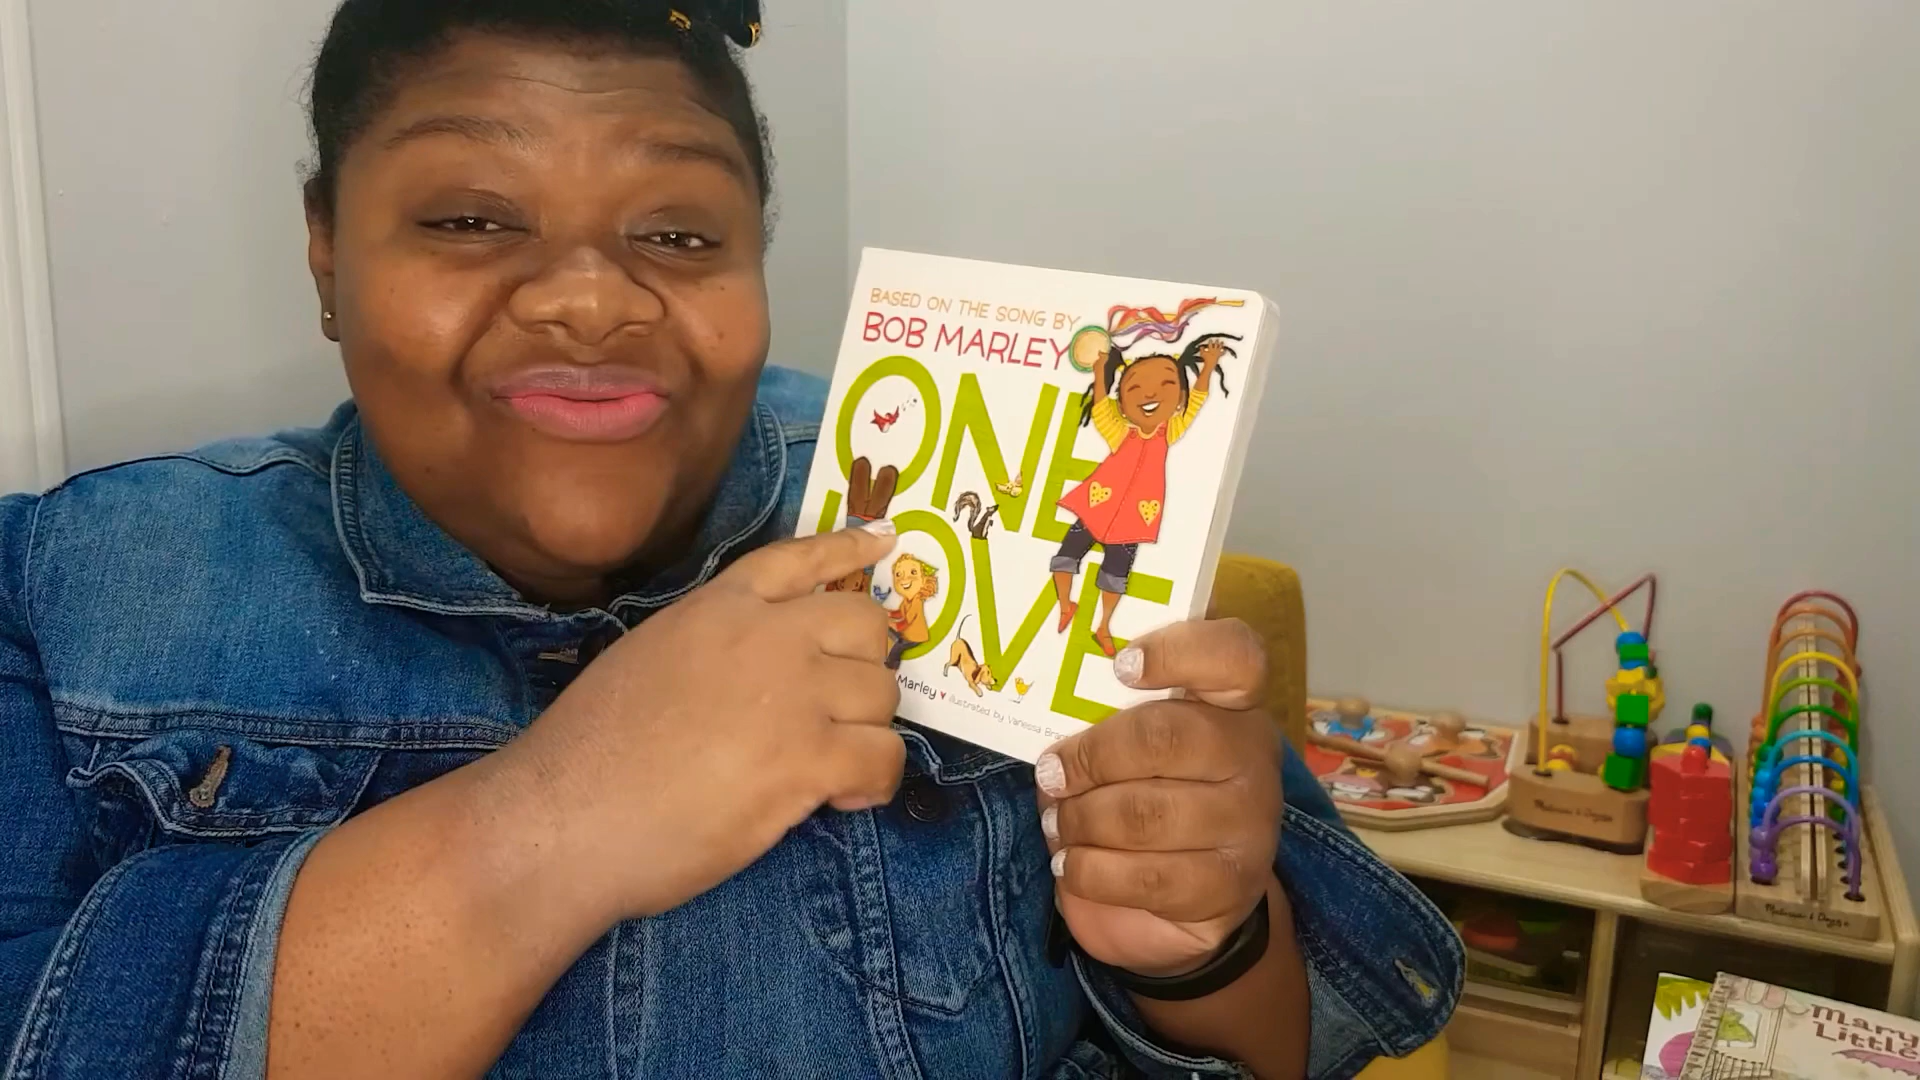 BASED ON THE SONG BY
BOB MARLEY
ONE
LOVE
Marley ♥ illustrated by Vanessa
Melissa & Doug
Melissa & Doug
Mary
Little